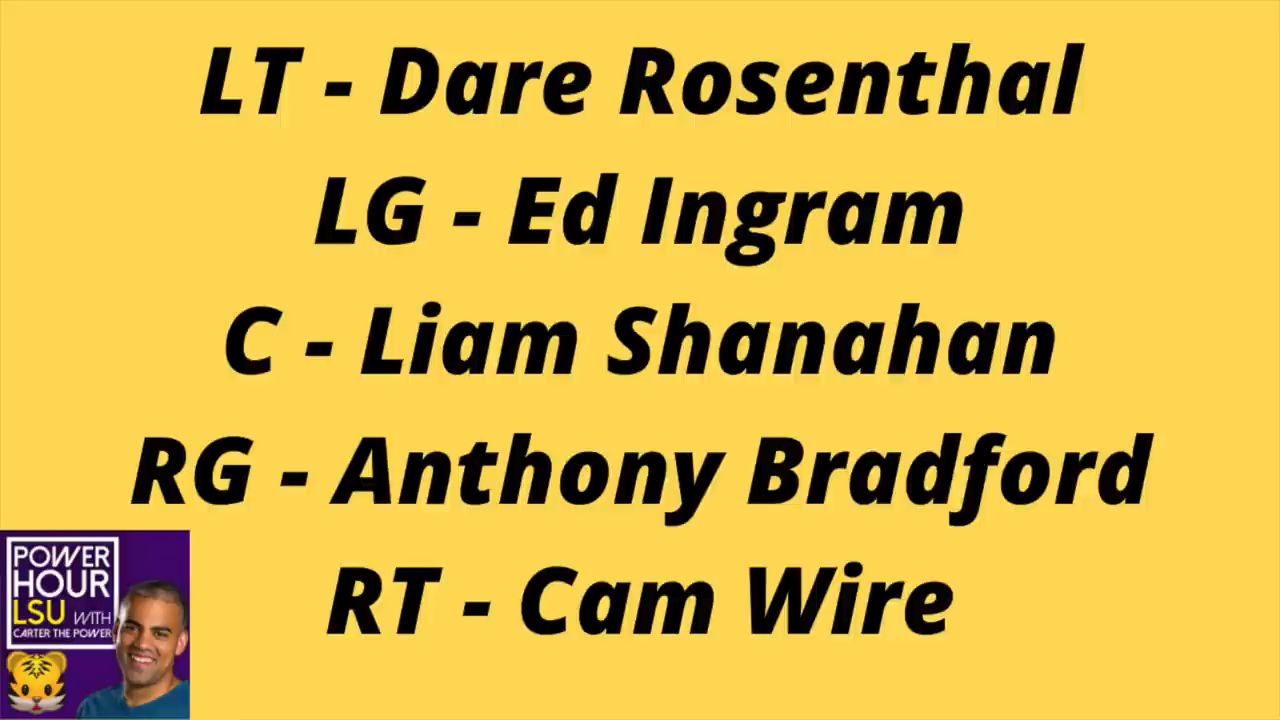 LT - Dare Rosenthal
LG - Ed Ingram
C - Liam Shanahan
RG - Anthony Bradford
RT - Cam Wire
POWER
HOUR
LSU WITH
CARTER THE POWER